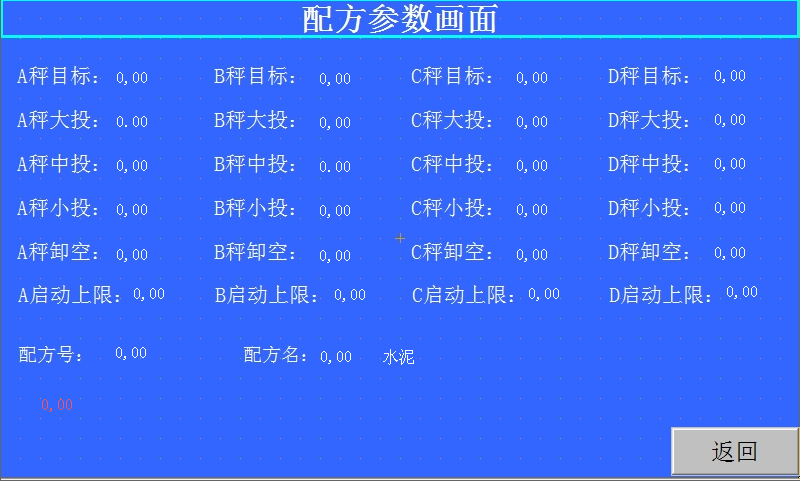 配方参数画面
A秤目标： 0,00 B秤目标： 0,00 C秤目标： 0,00 D秤目标： 0,00
A秤大投： 0.00 B秤大投： 0,00 C秤大投： 0,00 D秤大投： 0,00
A秤中投： 0,00 B秤中投： 0.00 C秤中投： 0,00 D秤中投： 0,00
A秤小投： 0,00 B秤小投： 0,00 C秤小投： 0,00 D秤小投： 0,00
A秤卸空： 0,00 B秤卸空： 0,00 C秤卸空： 0,00 D秤卸空： 0,00
A启动上限： 0,00 B启动上限： 0,00 C启动上限： 0,00 D启动上限： 0,00
配方号： 0,00 配方名： 0,00 水泥
0,00
返回